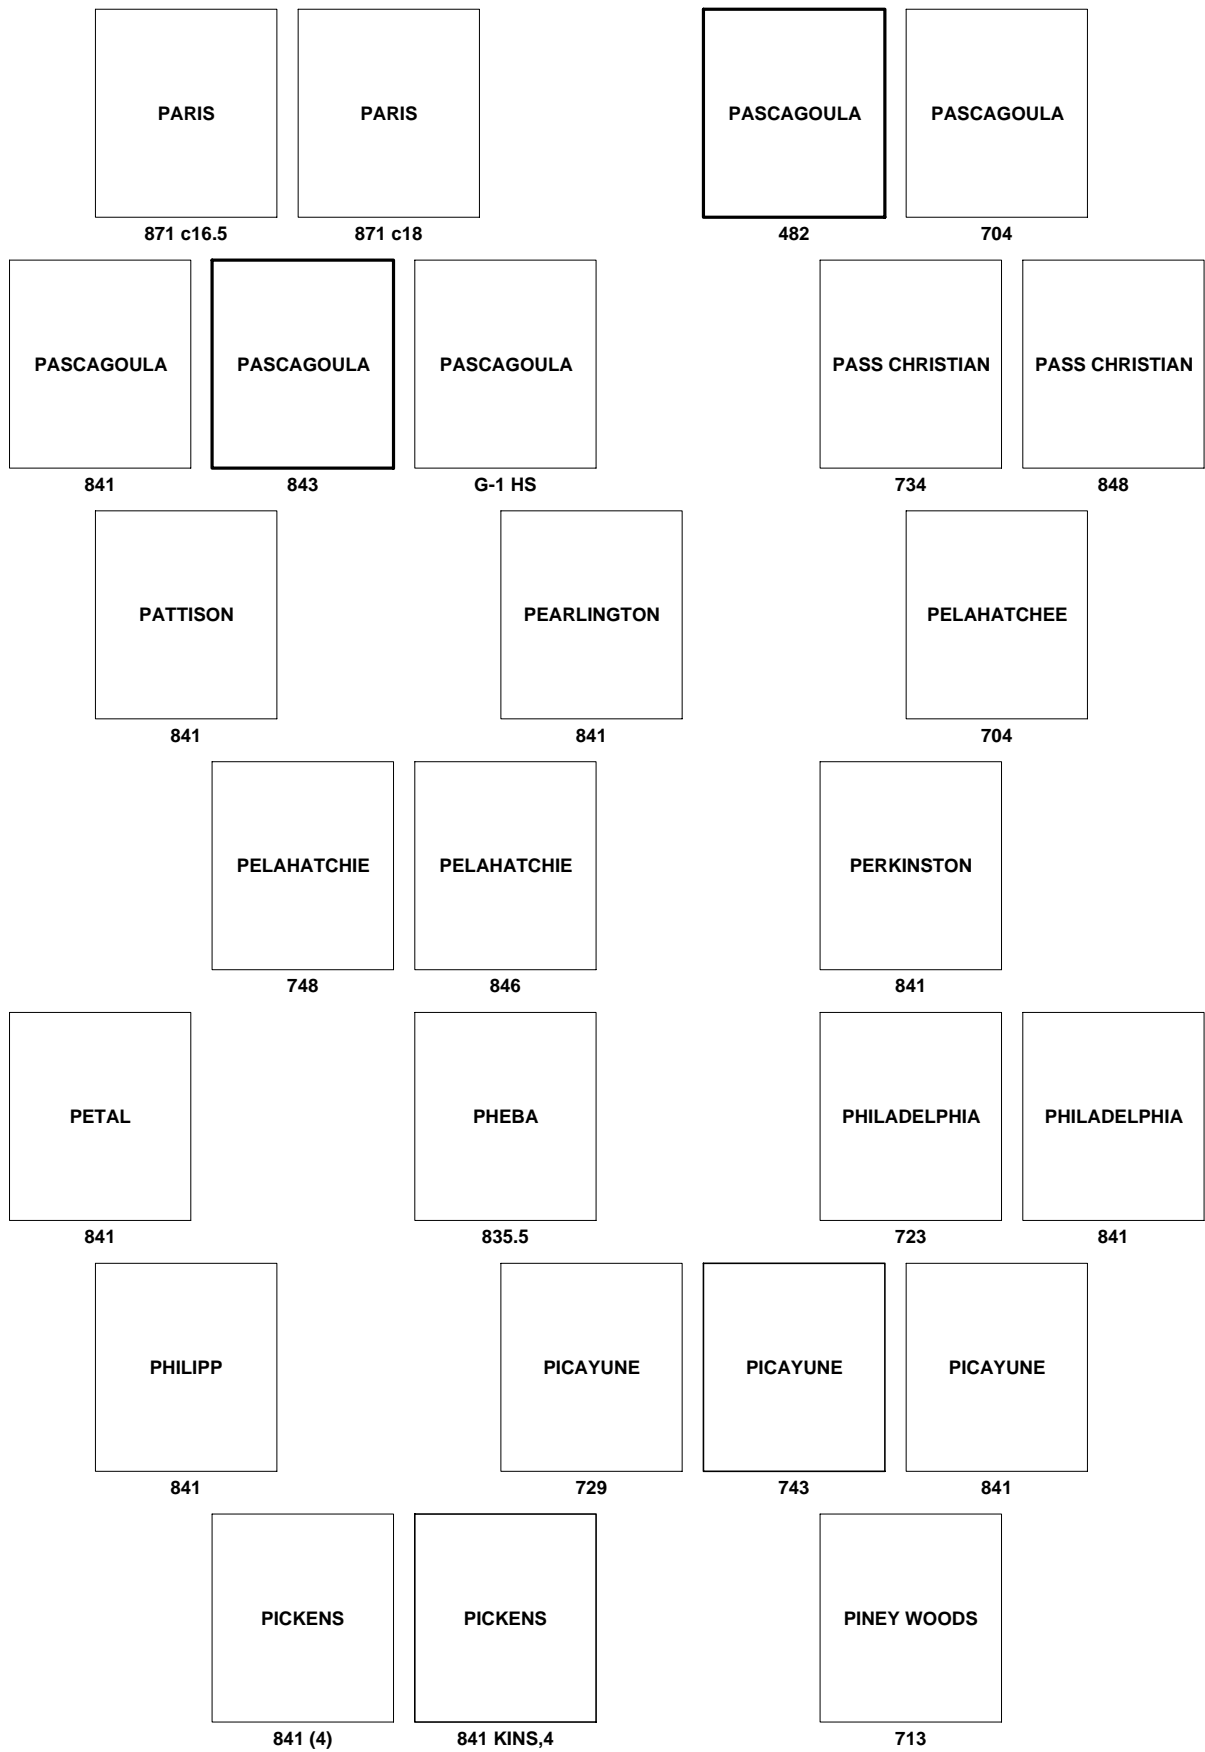 PARIS PARIS PASCAGOULA PASCAGOULA
871 c16.5 871 c18 482 704
PASCAGOULA PASCAGOULA PASCAGOULA PASS CHRISTIAN PASS CHRISTIAN
841 843 G-1 HS 734 848
PATTISON PEARLINGTON PELAHATCHEE
841 841 704
PELAHATCHIE PELAHATCHIE PERKINSTON
748 846 841
PETAL PHEBA PHILADELPHIA PHILADELPHIA
841 835.5 723 841
PHILIPP PICAYUNE PICAYUNE PICAYUNE
841 729 743 841
PICKENS PICKENS PINEY WOODS
841 (4) 841 KINS,4 713